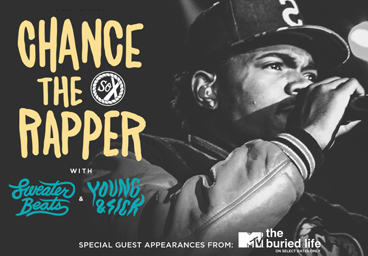 CHANCE
THE SOX
RAPPER
WITH
Sweater Beats & YOUNG & SICK
SPECIAL GUEST APPEARANCES FROM: MTV the buried life
ON SELECT DATES ONLY